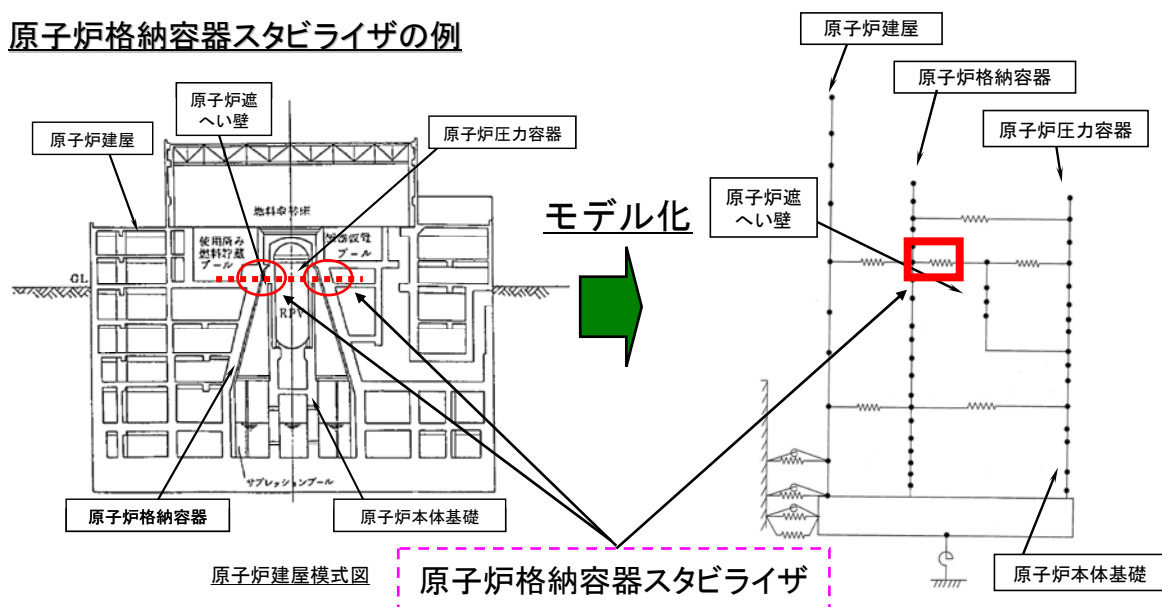 原子炉格納容器スタビライザの例
原子炉遮
へい壁
原子炉建屋
原子炉圧力容器
燃料取替床
使用済み
燃料貯蔵
プール
プール
GL
RPV
サプレッションプール
原子炉格納容器
原子炉本体基礎
原子炉建屋模式図
モデル化
原子炉建屋
原子炉格納容器
原子炉圧力容器
原子炉遮
へい壁
原子炉本体基礎
原子炉格納容器スタビライザ